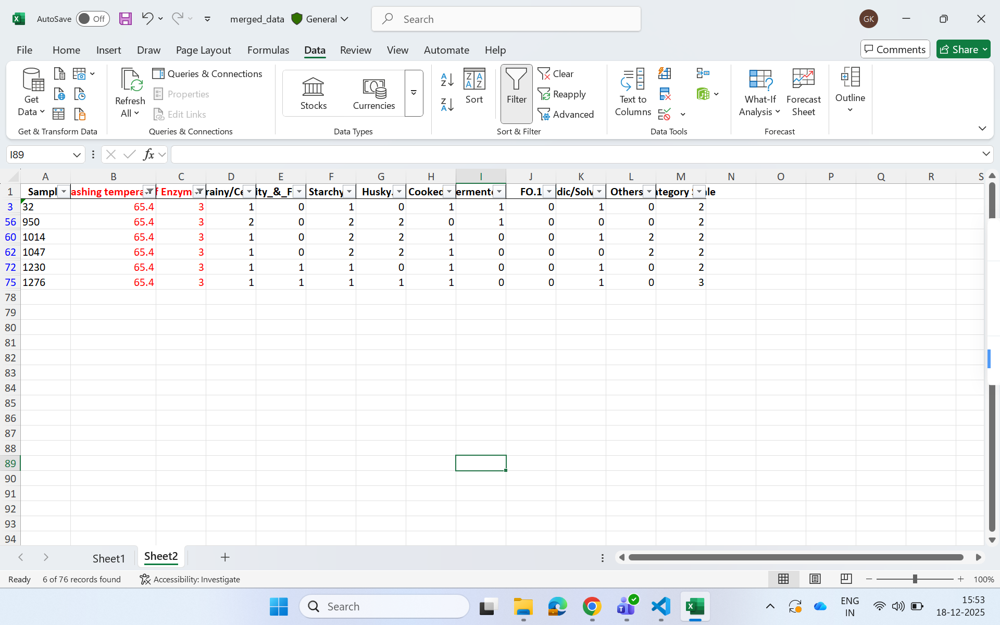 AutoSave Off merged_data General Search GK
File Home Insert Draw Page Layout Formulas Data Review View Automate Help Comments Share
Get Data Refresh All Queries & Connections Properties Edit Links Stocks Currencies Sort Filter Clear Reapply Advanced Text to Columns What-If Analysis Forecast Sheet Outline
Get & Transform Data Queries & Connections Data Types Sort & Filter Data Tools Forecast
I89 fx
A B C D E F G H I J K L M N O P Q R S
1 Sampl ashing tempera f Enzym rainy/Ce ity_&_F Starchy Husky. Cooked ermente FO.1 dic/Solv Others ategory S le
3 32 65.4 3 1 0 1 0 1 1 0 1 0 2
56 950 65.4 3 2 0 2 2 0 1 0 0 0 2
60 1014 65.4 3 1 0 2 2 1 0 0 1 2 2
62 1047 65.4 3 1 0 2 2 1 0 0 0 2 2
72 1230 65.4 3 1 1 1 0 1 0 0 1 0 2
75 1276 65.4 3 1 1 1 1 1 0 0 1 0 3
78
79
80
81
82
83
84
85
86
87
88
89
90
91
92
93
94
Sheet1 Sheet2
Ready 6 of 76 records found Accessibility: Investigate 100%
Search ENG 15:53
IN 18-12-2025